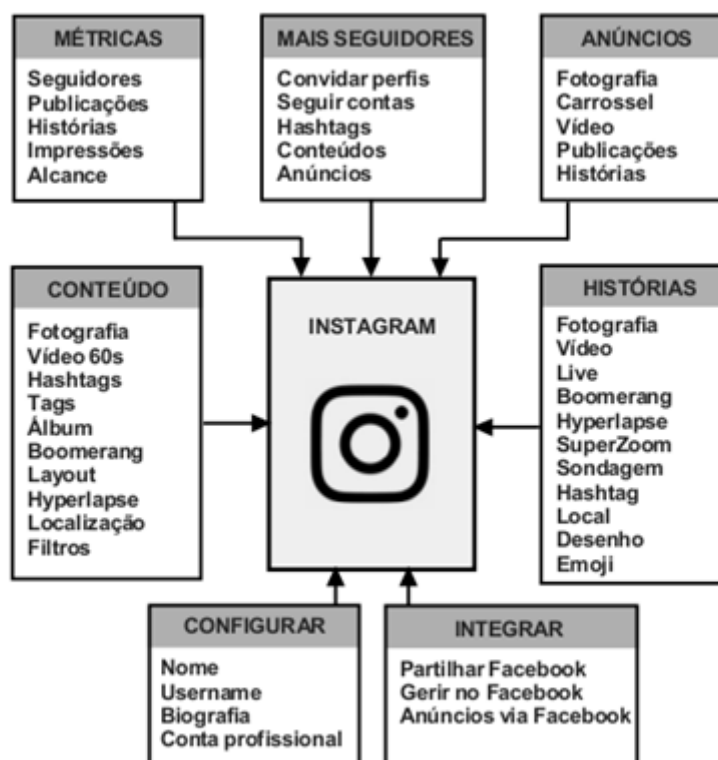 MÉTRICAS
Seguidores
Publicações
Histórias
Impressões
Alcance
MAIS SEGUIDORES
Convidar perfis
Seguir contas
Hashtags
Conteúdos
Anúncios
ANÚNCIOS
Fotografia
Carrossel
Vídeo
Publicações
Histórias
CONTEÚDO
Fotografia
Vídeo 60s
Hashtags
Tags
Álbum
Boomerang
Layout
Hyperlapse
Localização
Filtros
INSTAGRAM
HISTÓRIAS
Fotografia
Vídeo
Live
Boomerang
Hyperlapse
SuperZoom
Sondagem
Hashtag
Local
Desenho
Emoji
CONFIGURAR
Nome
Username
Biografia
Conta profissional
INTEGRAR
Partilhar Facebook
Gerir no Facebook
Anúncios via Facebook